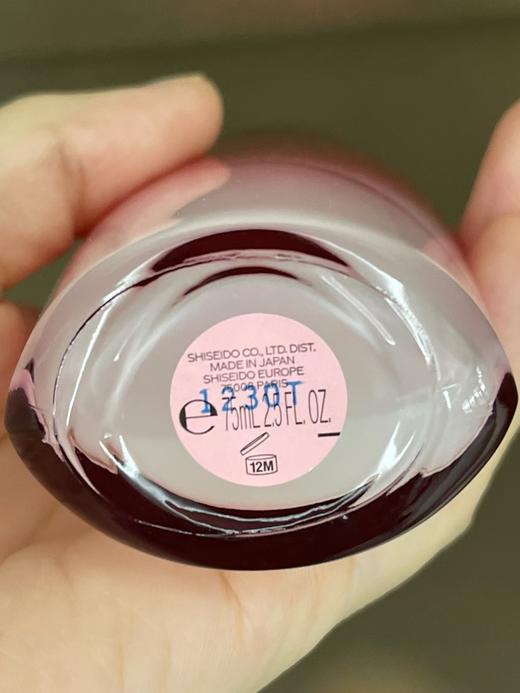 SHISEIDO CO., LTD. DIST.
MADE IN JAPAN
SHISEIDO EUROPE
75008 PARIS
1230T
e 75mL 2.5 FL. OZ.
12M